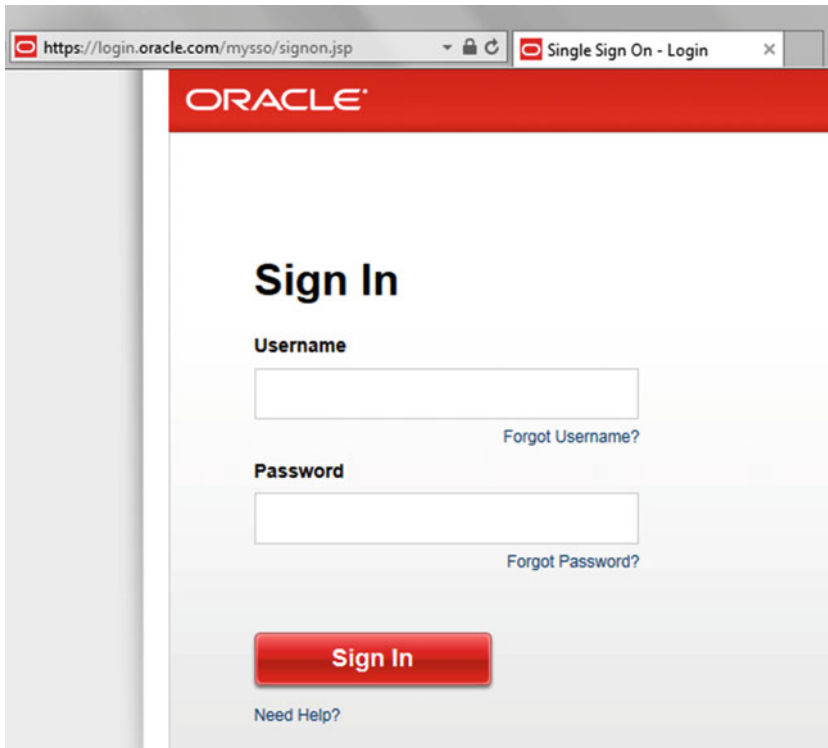 https://login.oracle.com/mysso/signon.jsp
Single Sign On - Login
ORACLE
Sign In
Username
Forgot Username?
Password
Forgot Password?
Sign In
Need Help?